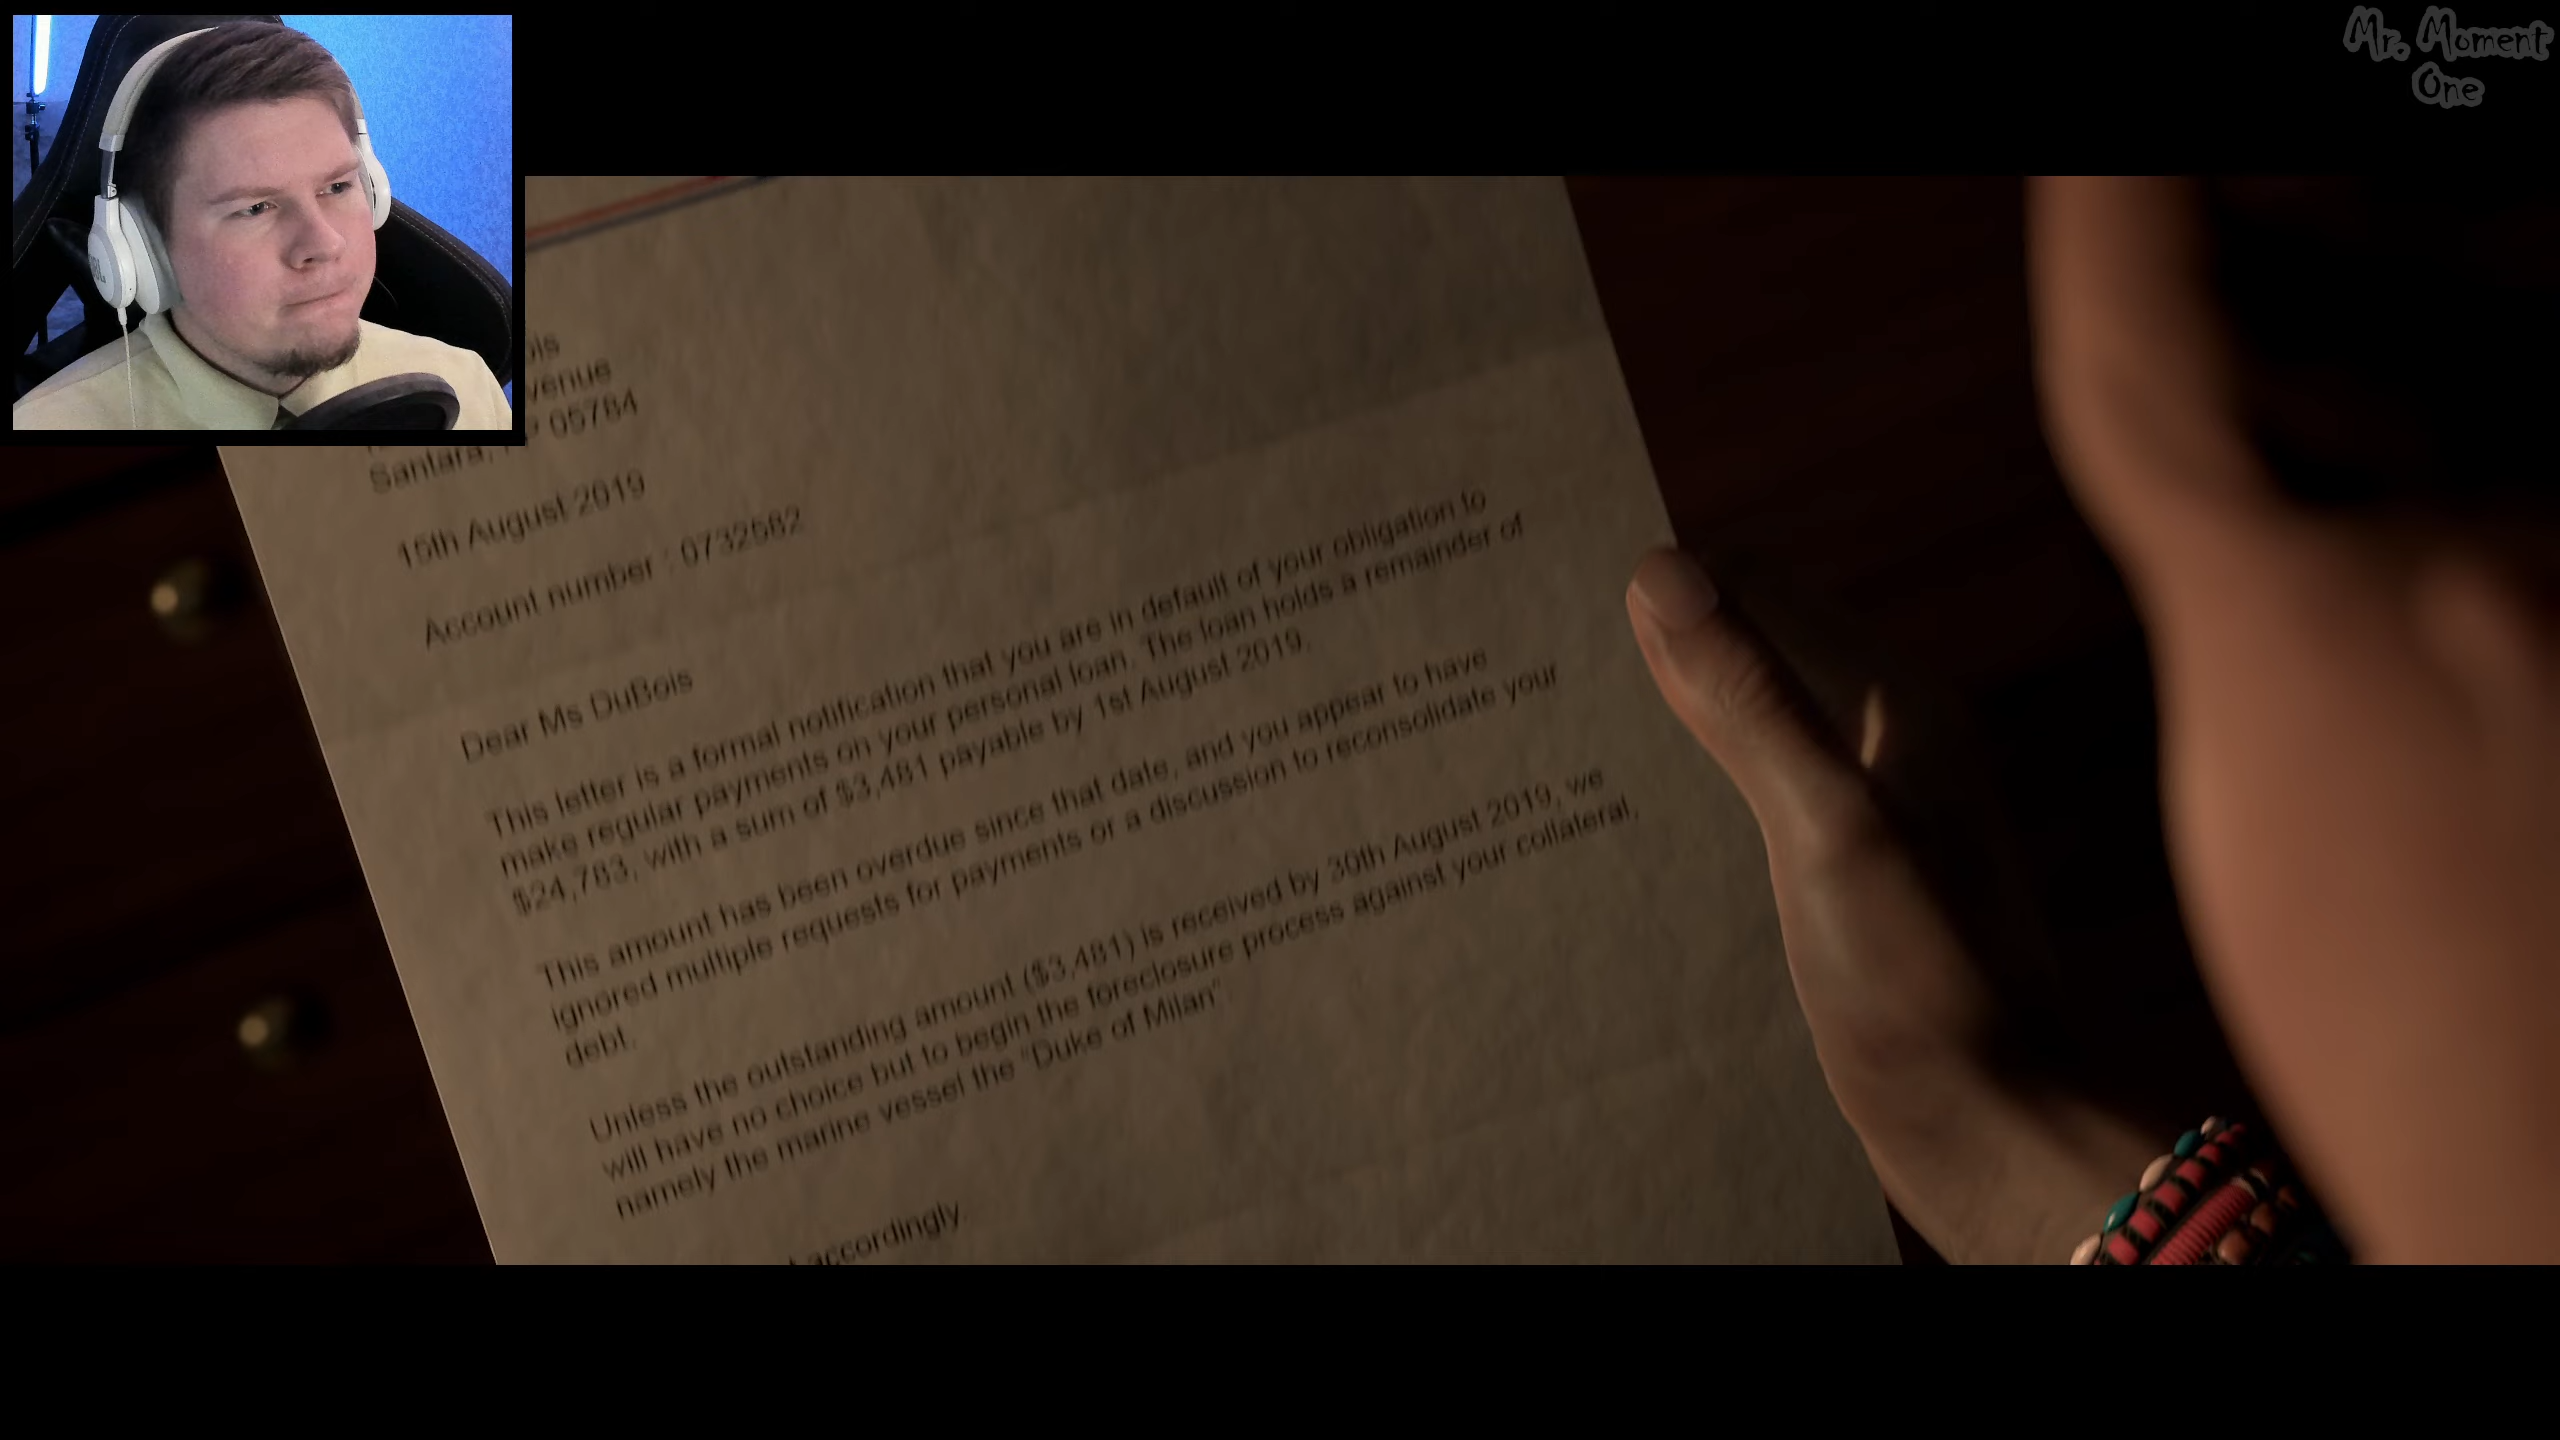 Mr. Moment
One
venue
05784
Santara,
15th August 2019
Account number : 0732582
Dear Ms DuBois
This letter is a formal notification that you are in default of your obligation to
make regular payments on your personal loan. The loan holds a remainder of
$24,783, with a sum of $3,481 payable by 1st August 2019.
This amount has been overdue since that date, and you appear to have
ignored multiple requests for payments or a discussion to reconsolidate your
debt.
Unless the outstanding amount ($3,481) is received by 30th August 2019, we
will have no choice but to begin the foreclosure process against your collateral,
namely the marine vessel the "Duke of Milan"
accordingly.